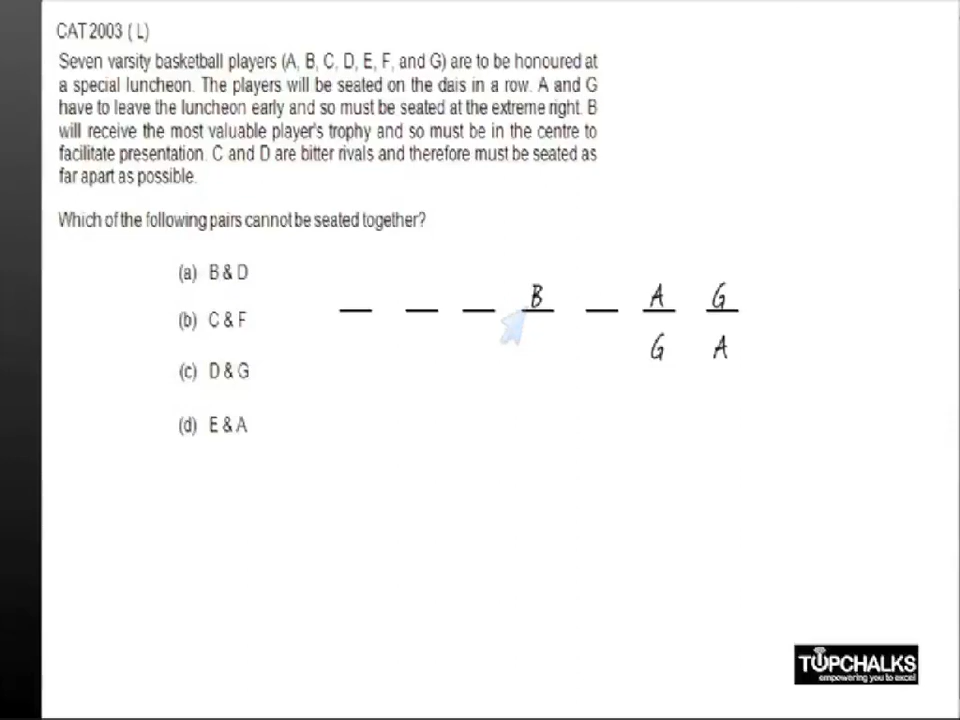 CAT 2003 ( L)
Seven varsity basketball players (A, B, C, D, E, F, and G) are to be honoured at
a special luncheon. The players will be seated on the dais in a row. A and G
have to leave the luncheon early and so must be seated at the extreme right. B
will receive the most valuable player's trophy and so must be in the centre to
facilitate presentation. C and D are bitter rivals and therefore must be seated as
far apart as possible.
Which of the following pairs cannot be seated together?
(a) B & D
(b) C & F
(c) D & G
(d) E & A
B A G
G A
TOPCHALKS
empowering you to excel